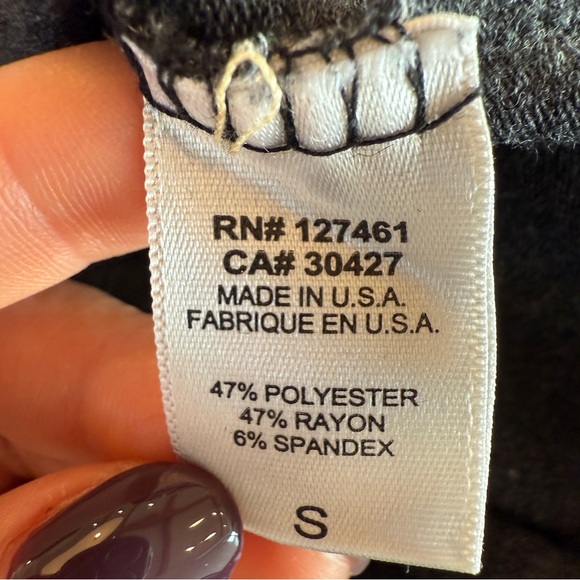 RN# 127461
CA# 30427
MADE IN U.S.A.
FABRIQUE EN U.S.A.
47% POLYESTER
47% RAYON
6% SPANDEX
S